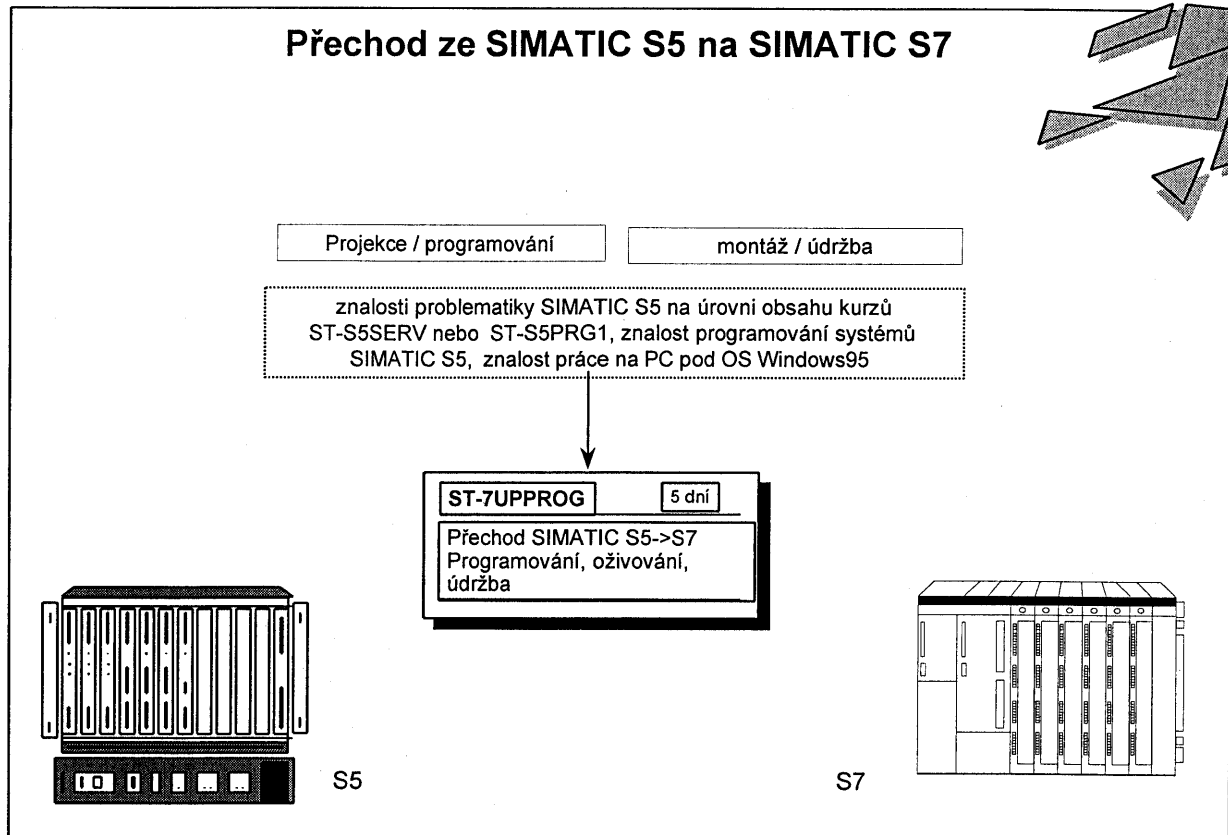 Přechod ze SIMATIC S5 na SIMATIC S7
Projekce / programování
montáž / údržba
znalosti problematiky SIMATIC S5 na úrovni obsahu kurzů
ST-S5SERV nebo ST-S5PRG1, znalost programování systémů
SIMATIC S5, znalost práce na PC pod OS Windows95
ST-7UPPROG
5 dní
Přechod SIMATIC S5->S7
Programování, oživování,
údržba
S5
S7